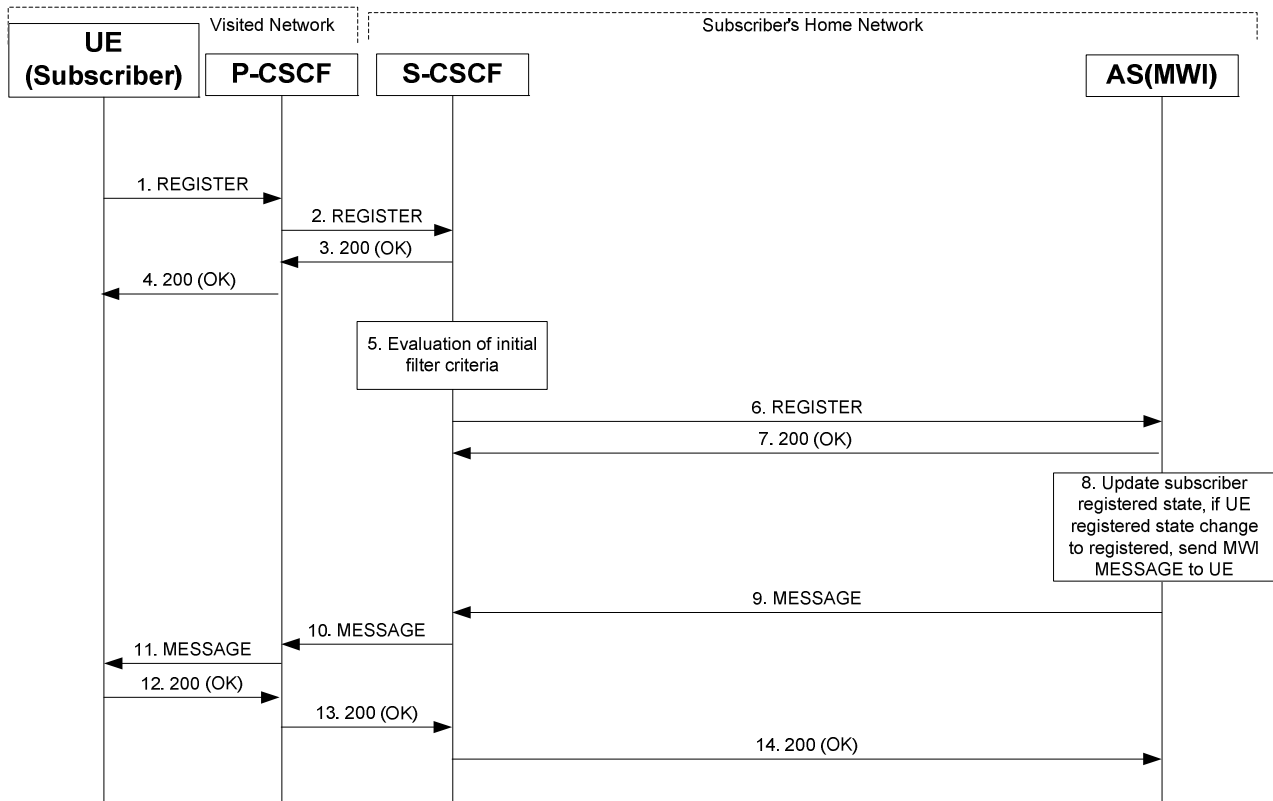 Visited Network
Subscriber's Home Network
UE
(Subscriber)
P-CSCF
S-CSCF
AS(MWI)
1. REGISTER
2. REGISTER
3. 200 (OK)
4. 200 (OK)
5. Evaluation of initial
filter criteria
6. REGISTER
7. 200 (OK)
8. Update subscriber
registered state, if UE
registered state change
to registered, send MWI
MESSAGE to UE
9. MESSAGE
10. MESSAGE
11. MESSAGE
12. 200 (OK)
13. 200 (OK)
14. 200 (OK)